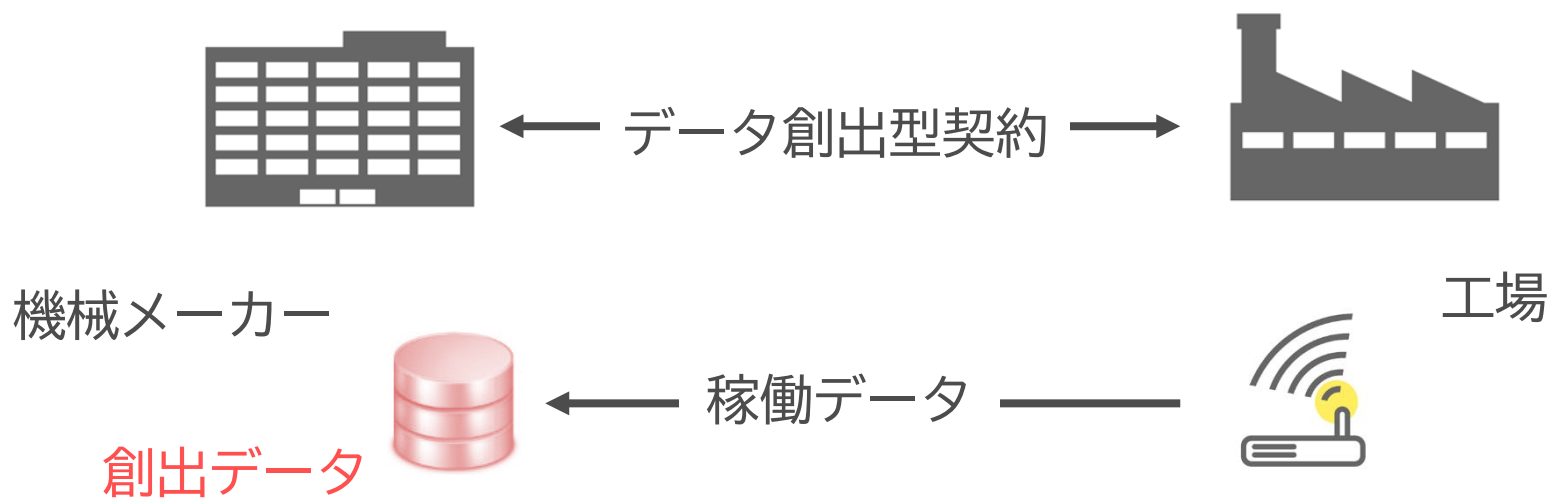 データ創出型契約
機械メーカー
工場
稼働データ
創出データ